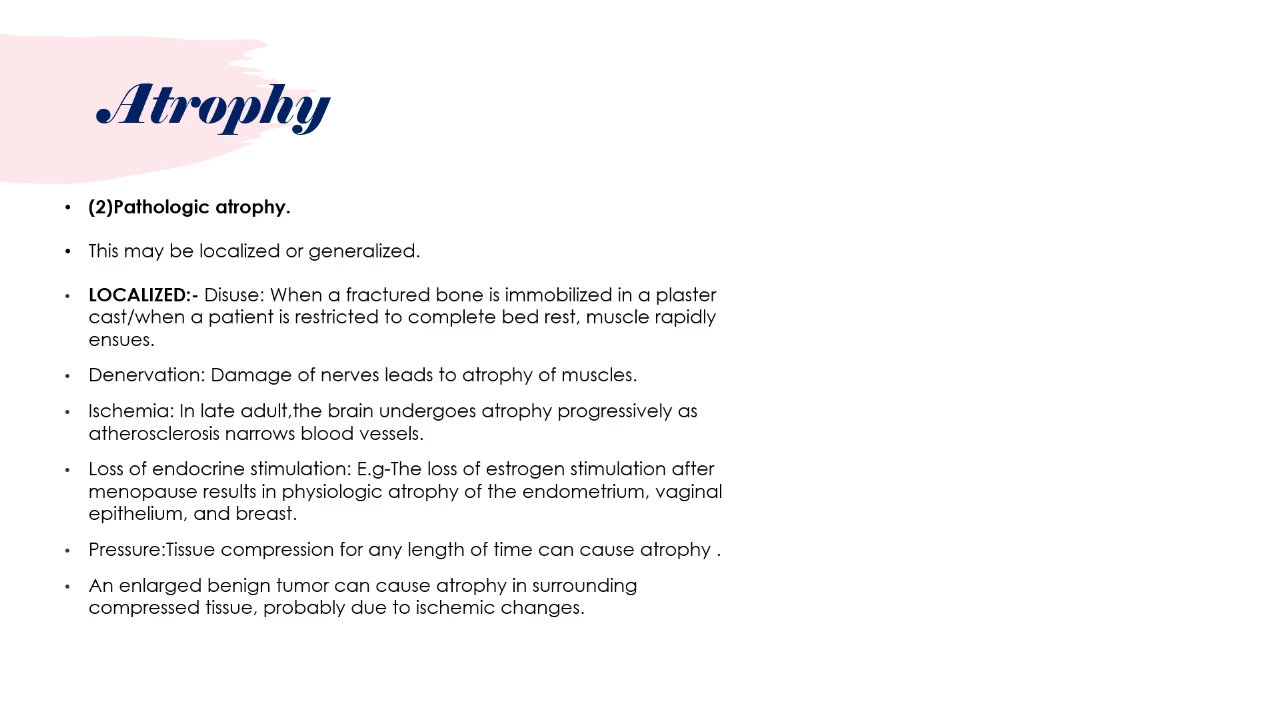 Atrophy
• (2)Pathologic atrophy.
• This may be localized or generalized.
• LOCALIZED:- Disuse: When a fractured bone is immobilized in a plaster
cast/when a patient is restricted to complete bed rest, muscle rapidly
ensues.
• Denervation: Damage of nerves leads to atrophy of muscles.
• Ischemia: In late adult,the brain undergoes atrophy progressively as
atherosclerosis narrows blood vessels.
• Loss of endocrine stimulation: E.g-The loss of estrogen stimulation after
menopause results in physiologic atrophy of the endometrium, vaginal
epithelium, and breast.
• Pressure:Tissue compression for any length of time can cause atrophy .
• An enlarged benign tumor can cause atrophy in surrounding
compressed tissue, probably due to ischemic changes.